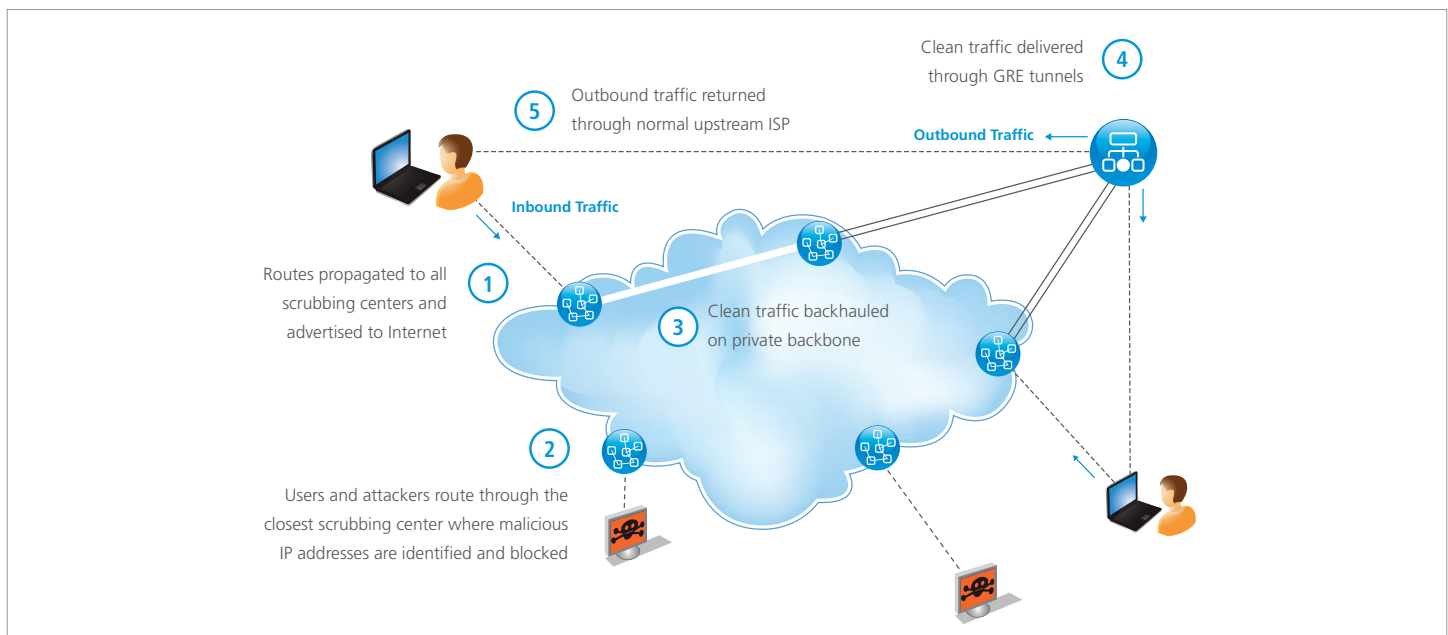 Clean traffic delivered
through GRE tunnels
4
5
Outbound traffic returned
through normal upstream ISP
Outbound Traffic
Inbound Traffic
Routes propagated to all
scrubbing centers and
advertised to Internet
1
3
Clean traffic backhauled
on private backbone
2
Users and attackers route through the
closest scrubbing center where malicious
IP addresses are identified and blocked